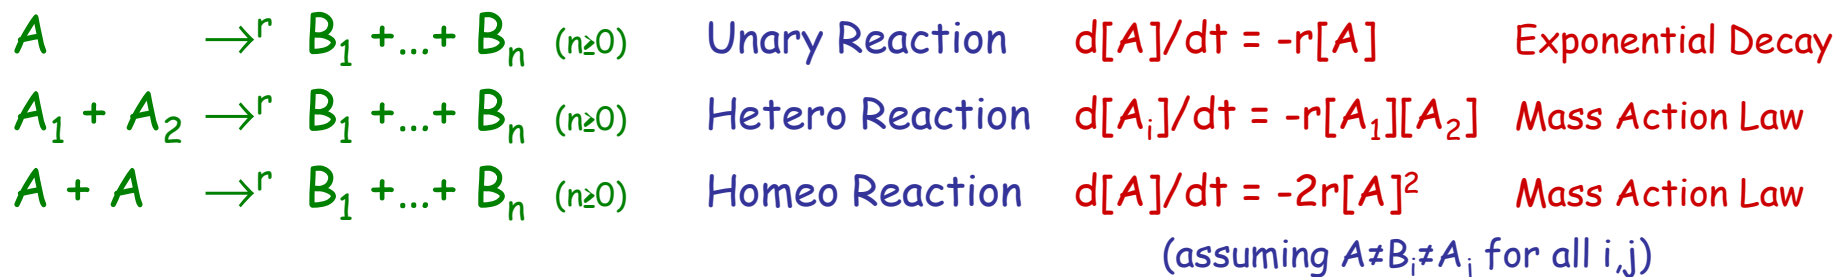 A →ʳ B₁ +…+ Bₙ (n≥0) Unary Reaction d[A]/dt = -r[A] Exponential Decay
A₁ + A₂ →ʳ B₁ +…+ Bₙ (n≥0) Hetero Reaction d[Aᵢ]/dt = -r[A₁][A₂] Mass Action Law
A + A →ʳ B₁ +…+ Bₙ (n≥0) Homeo Reaction d[A]/dt = -2r[A]² Mass Action Law
(assuming A≠Bᵢ≠Aⱼ for all i,j)